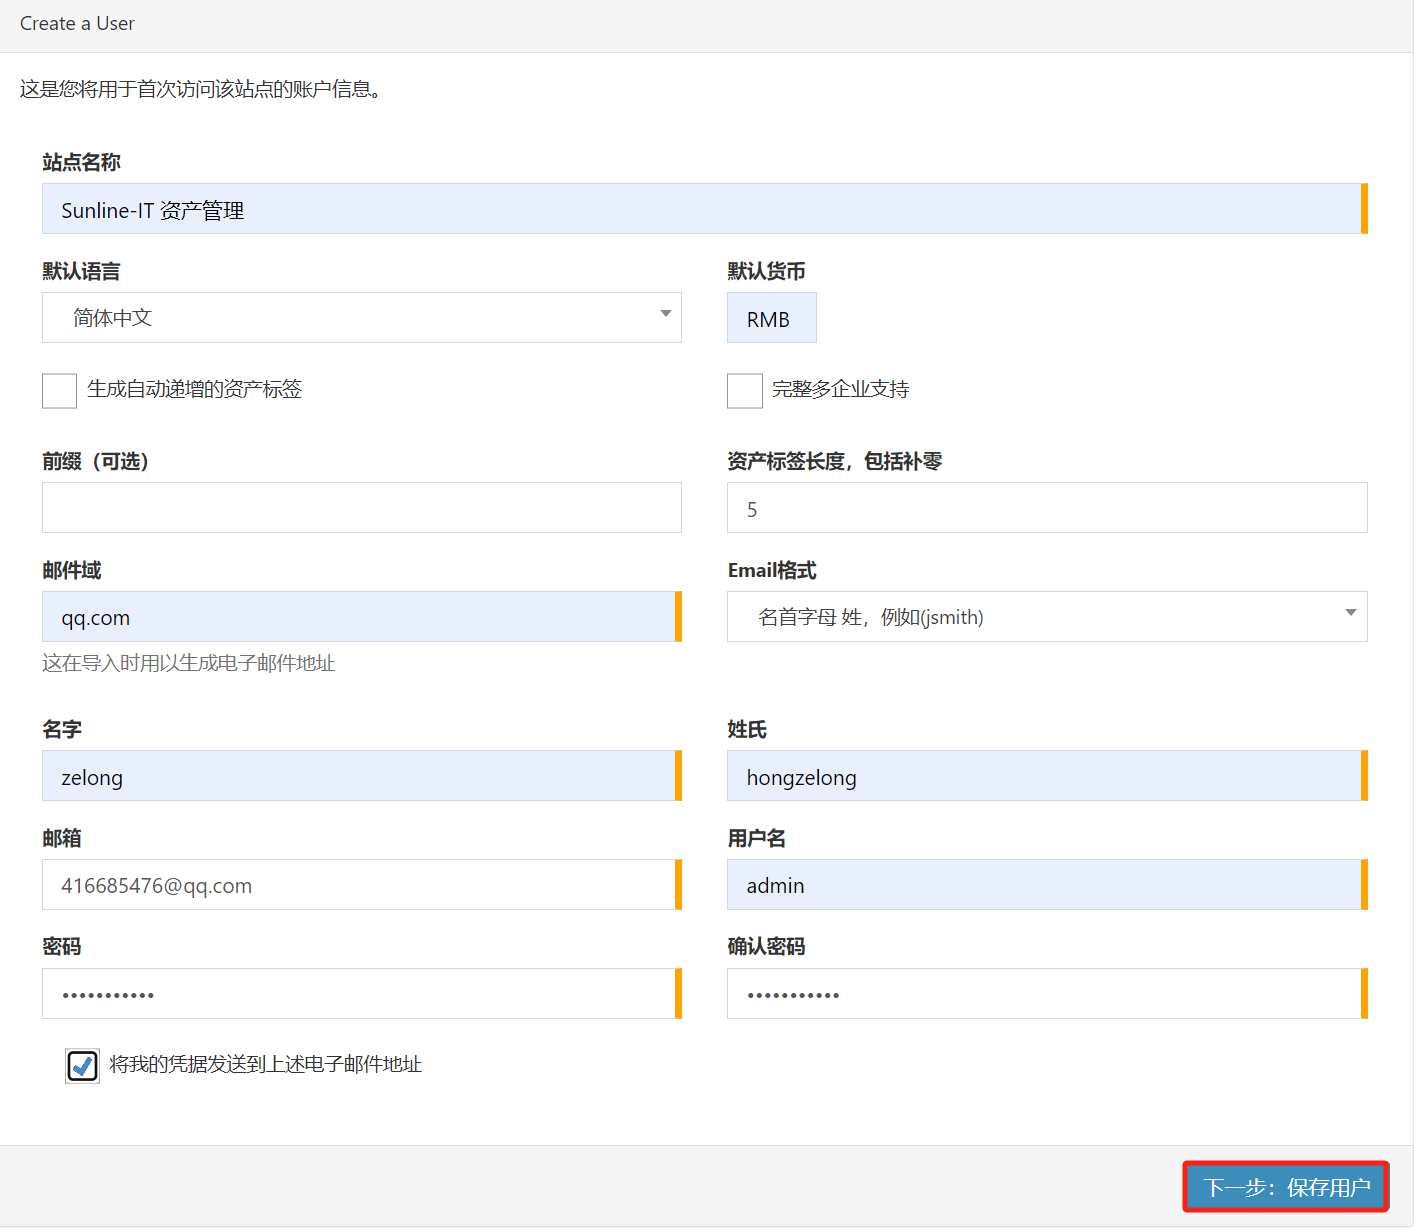 Create a User
这是您将用于首次访问该站点的账户信息。
站点名称
Sunline-IT 资产管理
默认语言
默认货币
简体中文
RMB
生成自动递增的资产标签
完整多企业支持
前缀（可选）
资产标签长度，包括补零
5
邮件域
Email格式
qq.com
名首字母 姓，例如(jsmith)
这在导入时用以生成电子邮件地址
名字
姓氏
zelong
hongzelong
邮箱
用户名
416685476@qq.com
admin
密码
确认密码
•••••••••••
•••••••••••
将我的凭据发送到上述电子邮件地址
下一步：保存用户